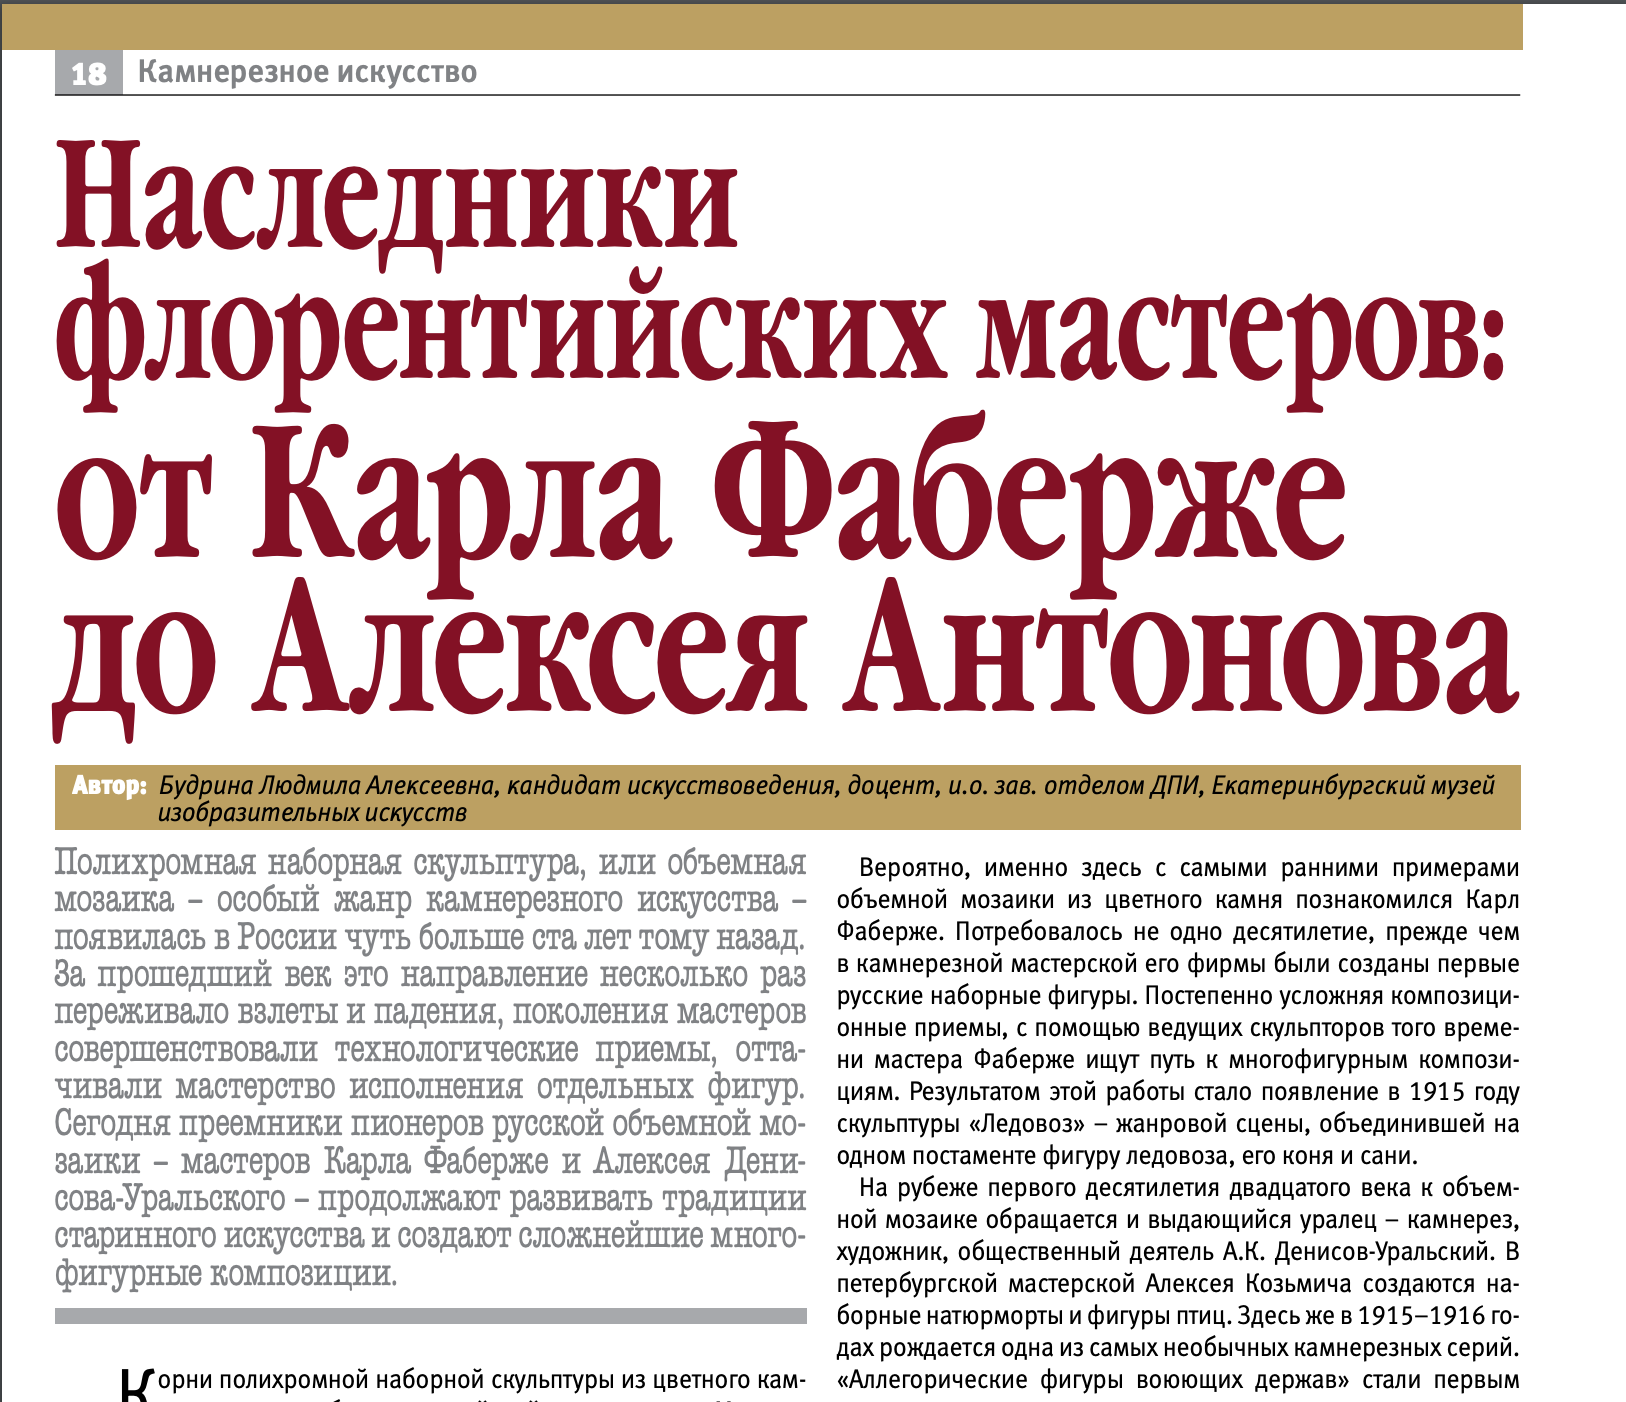 18 Камнерезное искусство
Наследники
флорентийских мастеров:
от Карла Фаберже
до Алексея Антонова
Автор: Будрина Людмила Алексеевна, кандидат искусствоведения, доцент, и.о. зав. отделом ДПИ, Екатеринбургский музей
изобразительных искусств
Полихромная наборная скульптура, или объемная
мозаика – особый жанр камнерезного искусства –
появилась в России чуть больше ста лет тому назад.
За прошедший век это направление несколько раз
переживало взлеты и падения, поколения мастеров
совершенствовали технологические приемы, отта-
чивали мастерство исполнения отдельных фигур.
Сегодня преемники пионеров русской объемной мо-
заики – мастеров Карла Фаберже и Алексея Дени-
сова-Уральского – продолжают развивать традиции
старинного искусства и создают сложнейшие много-
фигурные композиции.
Корни полихромной наборной скульптуры из цветного кам-
Вероятно, именно здесь с самыми ранними примерами
объемной мозаики из цветного камня познакомился Карл
Фаберже. Потребовалось не одно десятилетие, прежде чем
в камнерезной мастерской его фирмы были созданы первые
русские наборные фигуры. Постепенно усложняя композици-
онные приемы, с помощью ведущих скульпторов того време-
ни мастера Фаберже ищут путь к многофигурным компози-
циям. Результатом этой работы стало появление в 1915 году
скульптуры «Ледовоз» – жанровой сцены, объединившей на
одном постаменте фигуру ледовоза, его коня и сани.
На рубеже первого десятилетия двадцатого века к объем-
ной мозаике обращается и выдающийся уралец – камнерез,
художник, общественный деятель А.К. Денисов-Уральский. В
петербургской мастерской Алексея Козьмича создаются на-
борные натюрморты и фигуры птиц. Здесь же в 1915–1916 го-
дах рождается одна из самых необычных камнерезных серий.
«Аллегорические фигуры воюющих держав» стали первым